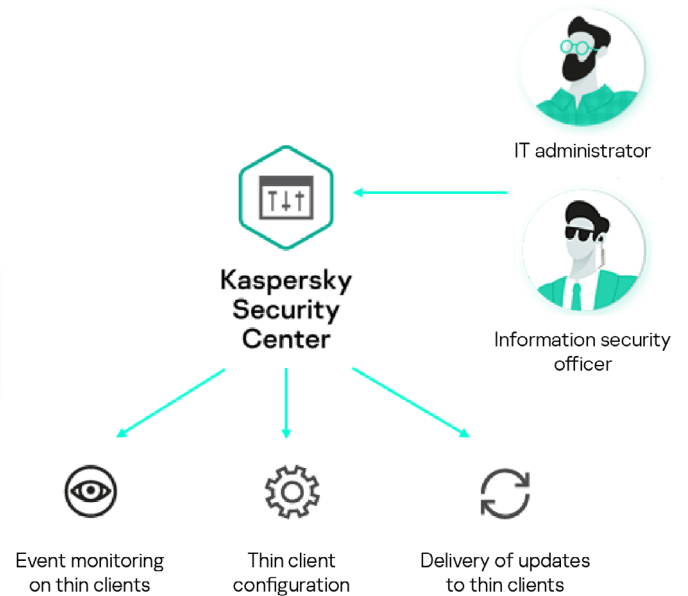 IT administrator
Kaspersky
Security
Center
Information security
officer
Event monitoring
on thin clients
Thin client
configuration
Delivery of updates
to thin clients